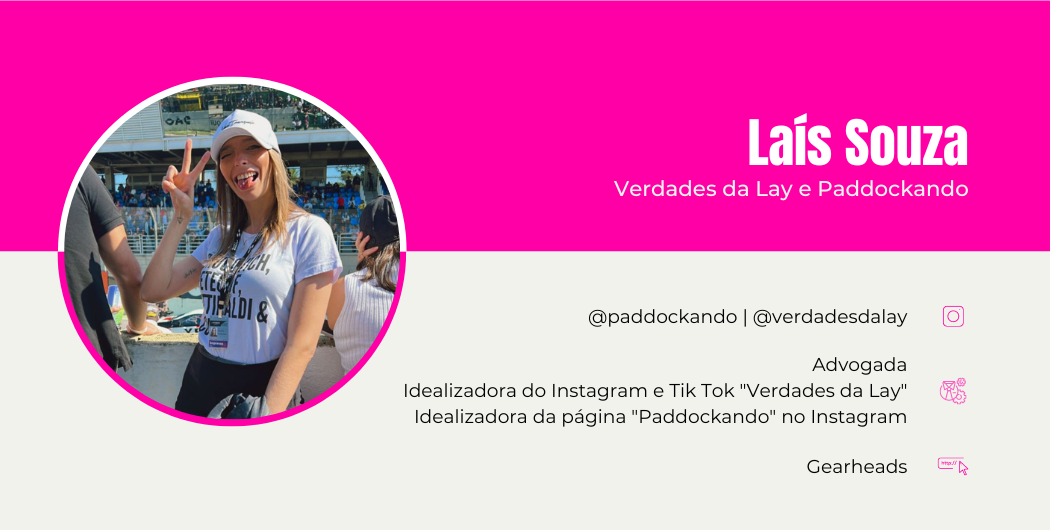 Laís Souza
Verdades da Lay e Paddockando
@paddockando | @verdadesdalay
Advogada
Idealizadora do Instagram e Tik Tok "Verdades da Lay"
Idealizadora da página "Paddockando" no Instagram
http://
Gearheads